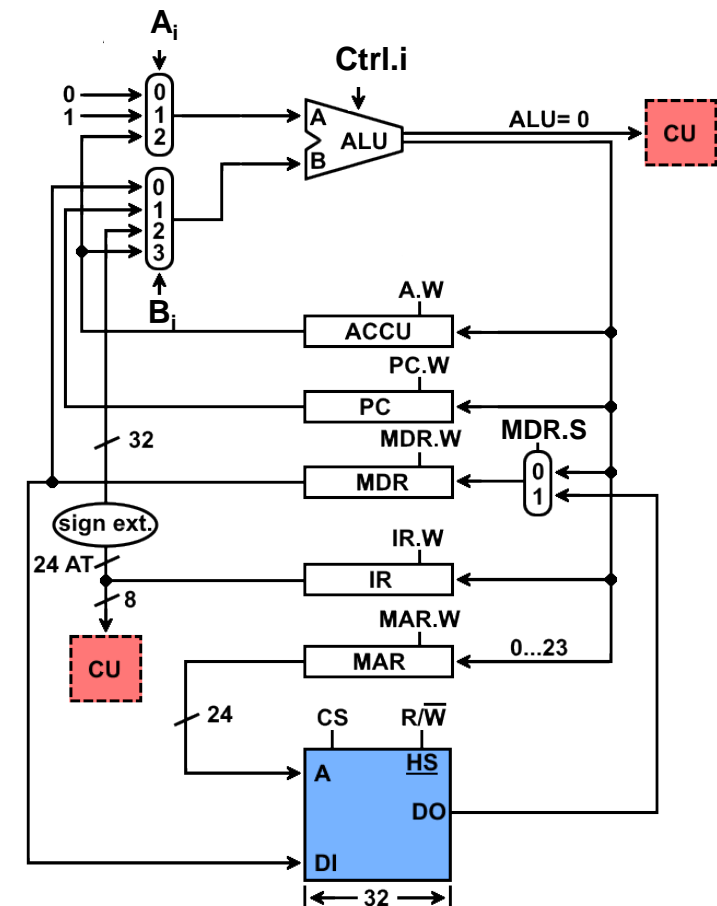 Ai
Ctrl.i
0
1
0
1
2
A
B
ALU
ALU= 0
CU
0
1
2
3
Bi
A.W
ACCU
PC.W
PC
MDR.S
32
MDR.W
0
1
MDR
sign ext.
IR.W
24 AT
IR
8
MAR.W
CU
MAR
0...23
24
CS
R/W̅
HS
A
DO
DI
32